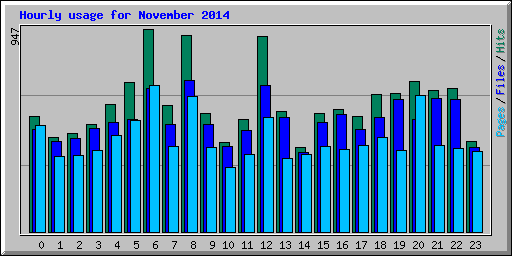 Hourly usage for November 2014
947
Pages / Files / Hits
0 1 2 3 4 5 6 7 8 9 10 11 12 13 14 15 16 17 18 19 20 21 22 23